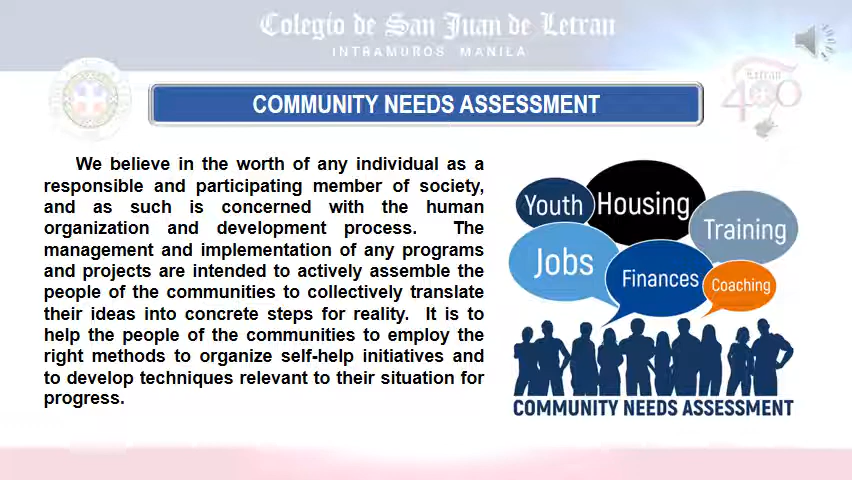 Colegio de San Juan de Letran
INTRAMUROS MANILA
Letran
400
COMMUNITY NEEDS ASSESSMENT
We believe in the worth of any individual as a
responsible and participating member of society,
and as such is concerned with the human
organization and development process. The
management and implementation of any programs
and projects are intended to actively assemble the
people of the communities to collectively translate
their ideas into concrete steps for reality. It is to
help the people of the communities to employ the
right methods to organize self-help initiatives and
to develop techniques relevant to their situation for
progress.
Youth
Housing
Training
Jobs
Finances
Coaching
COMMUNITY NEEDS ASSESSMENT